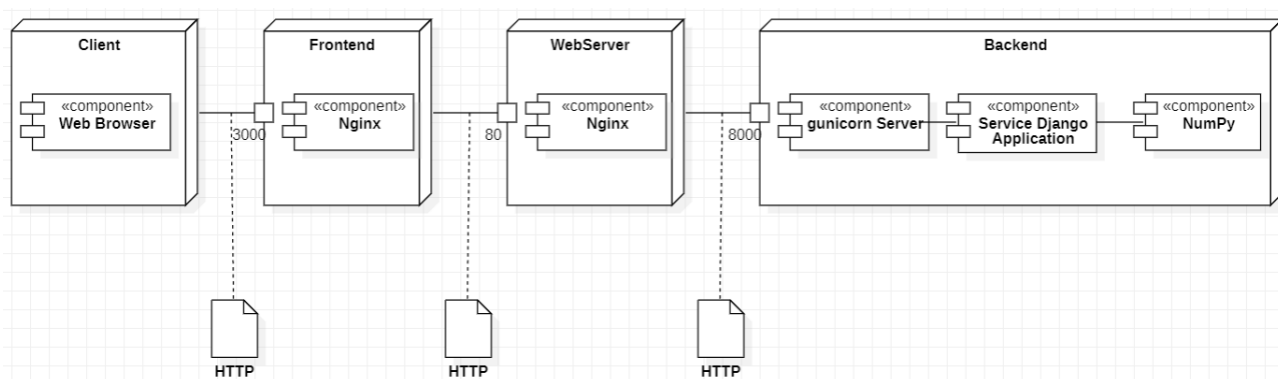 Client
Frontend
WebServer
Backend
«component»
Web Browser
«component»
Nginx
«component»
Nginx
«component»
gunicorn Server
«component»
Service Django
Application
«component»
NumPy
3000
80
8000
HTTP
HTTP
HTTP